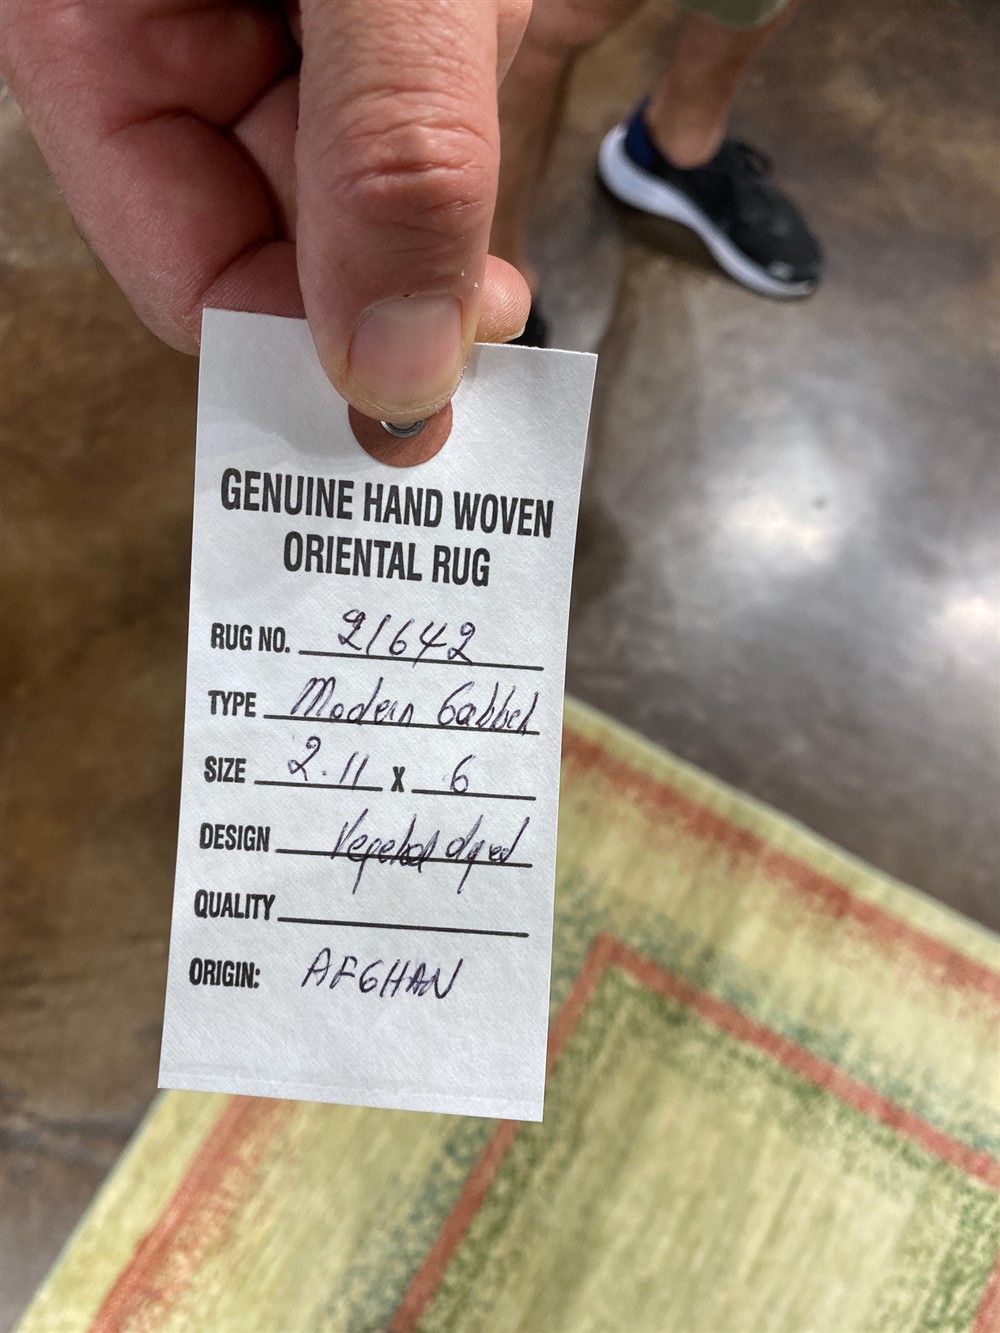 GENUINE HAND WOVEN
ORIENTAL RUG
RUG NO. 21642
TYPE Modern Gabbeh
SIZE 2.11 X 6
DESIGN Vegetal dyed
QUALITY
ORIGIN: AFGHAN